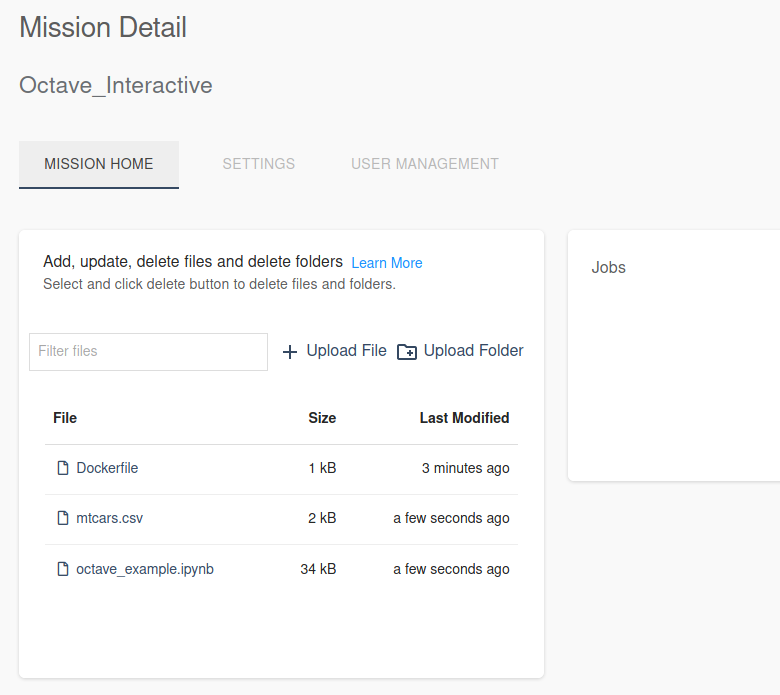 Mission Detail
Octave_Interactive
MISSION HOME SETTINGS USER MANAGEMENT
Add, update, delete files and delete folders Learn More
Select and click delete button to delete files and folders.
Jobs
Filter files Upload File Upload Folder
File Size Last Modified
Dockerfile 1 kB 3 minutes ago
mtcars.csv 2 kB a few seconds ago
octave_example.ipynb 34 kB a few seconds ago